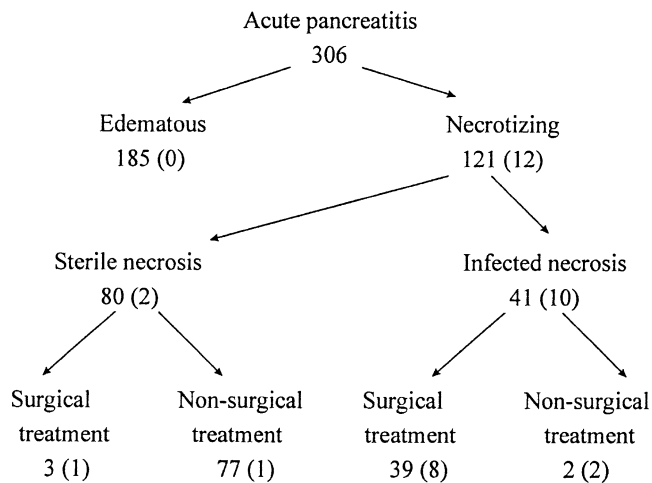 Acute pancreatitis
306
Edematous
185 (0)
Necrotizing
121 (12)
Sterile necrosis
80 (2)
Infected necrosis
41 (10)
Surgical
treatment
3 (1)
Non-surgical
treatment
77 (1)
Surgical
treatment
39 (8)
Non-surgical
treatment
2 (2)